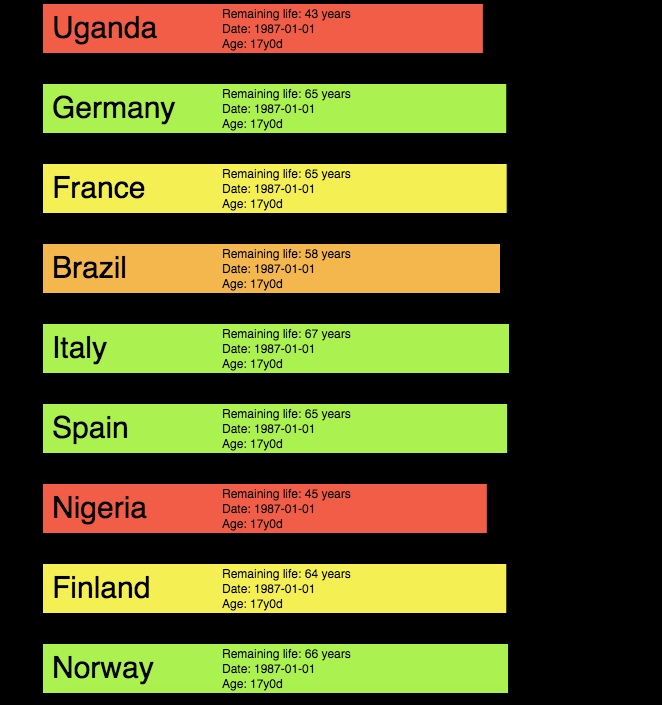 Uganda
Remaining life: 43 years
Date: 1987-01-01
Age: 17y0d
Germany
Remaining life: 65 years
Date: 1987-01-01
Age: 17y0d
France
Remaining life: 65 years
Date: 1987-01-01
Age: 17y0d
Brazil
Remaining life: 58 years
Date: 1987-01-01
Age: 17y0d
Italy
Remaining life: 67 years
Date: 1987-01-01
Age: 17y0d
Spain
Remaining life: 65 years
Date: 1987-01-01
Age: 17y0d
Nigeria
Remaining life: 45 years
Date: 1987-01-01
Age: 17y0d
Finland
Remaining life: 64 years
Date: 1987-01-01
Age: 17y0d
Norway
Remaining life: 66 years
Date: 1987-01-01
Age: 17y0d